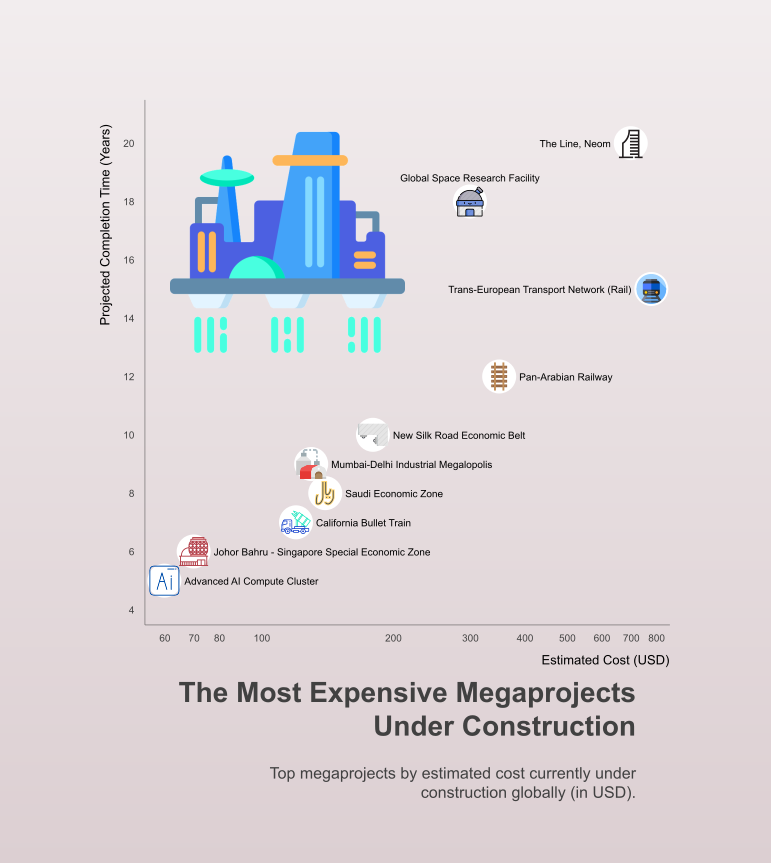 Projected Completion Time (Years)
20
18
16
14
12
10
8
6
4
The Line, Neom
Global Space Research Facility
Trans-European Transport Network (Rail)
Pan-Arabian Railway
New Silk Road Economic Belt
Mumbai-Delhi Industrial Megalopolis
Saudi Economic Zone
California Bullet Train
Johor Bahru - Singapore Special Economic Zone
Ai
Advanced AI Compute Cluster
60 70 80 100 200 300 400 500 600 700 800
Estimated Cost (USD)
The Most Expensive Megaprojects
Under Construction
Top megaprojects by estimated cost currently under
construction globally (in USD).